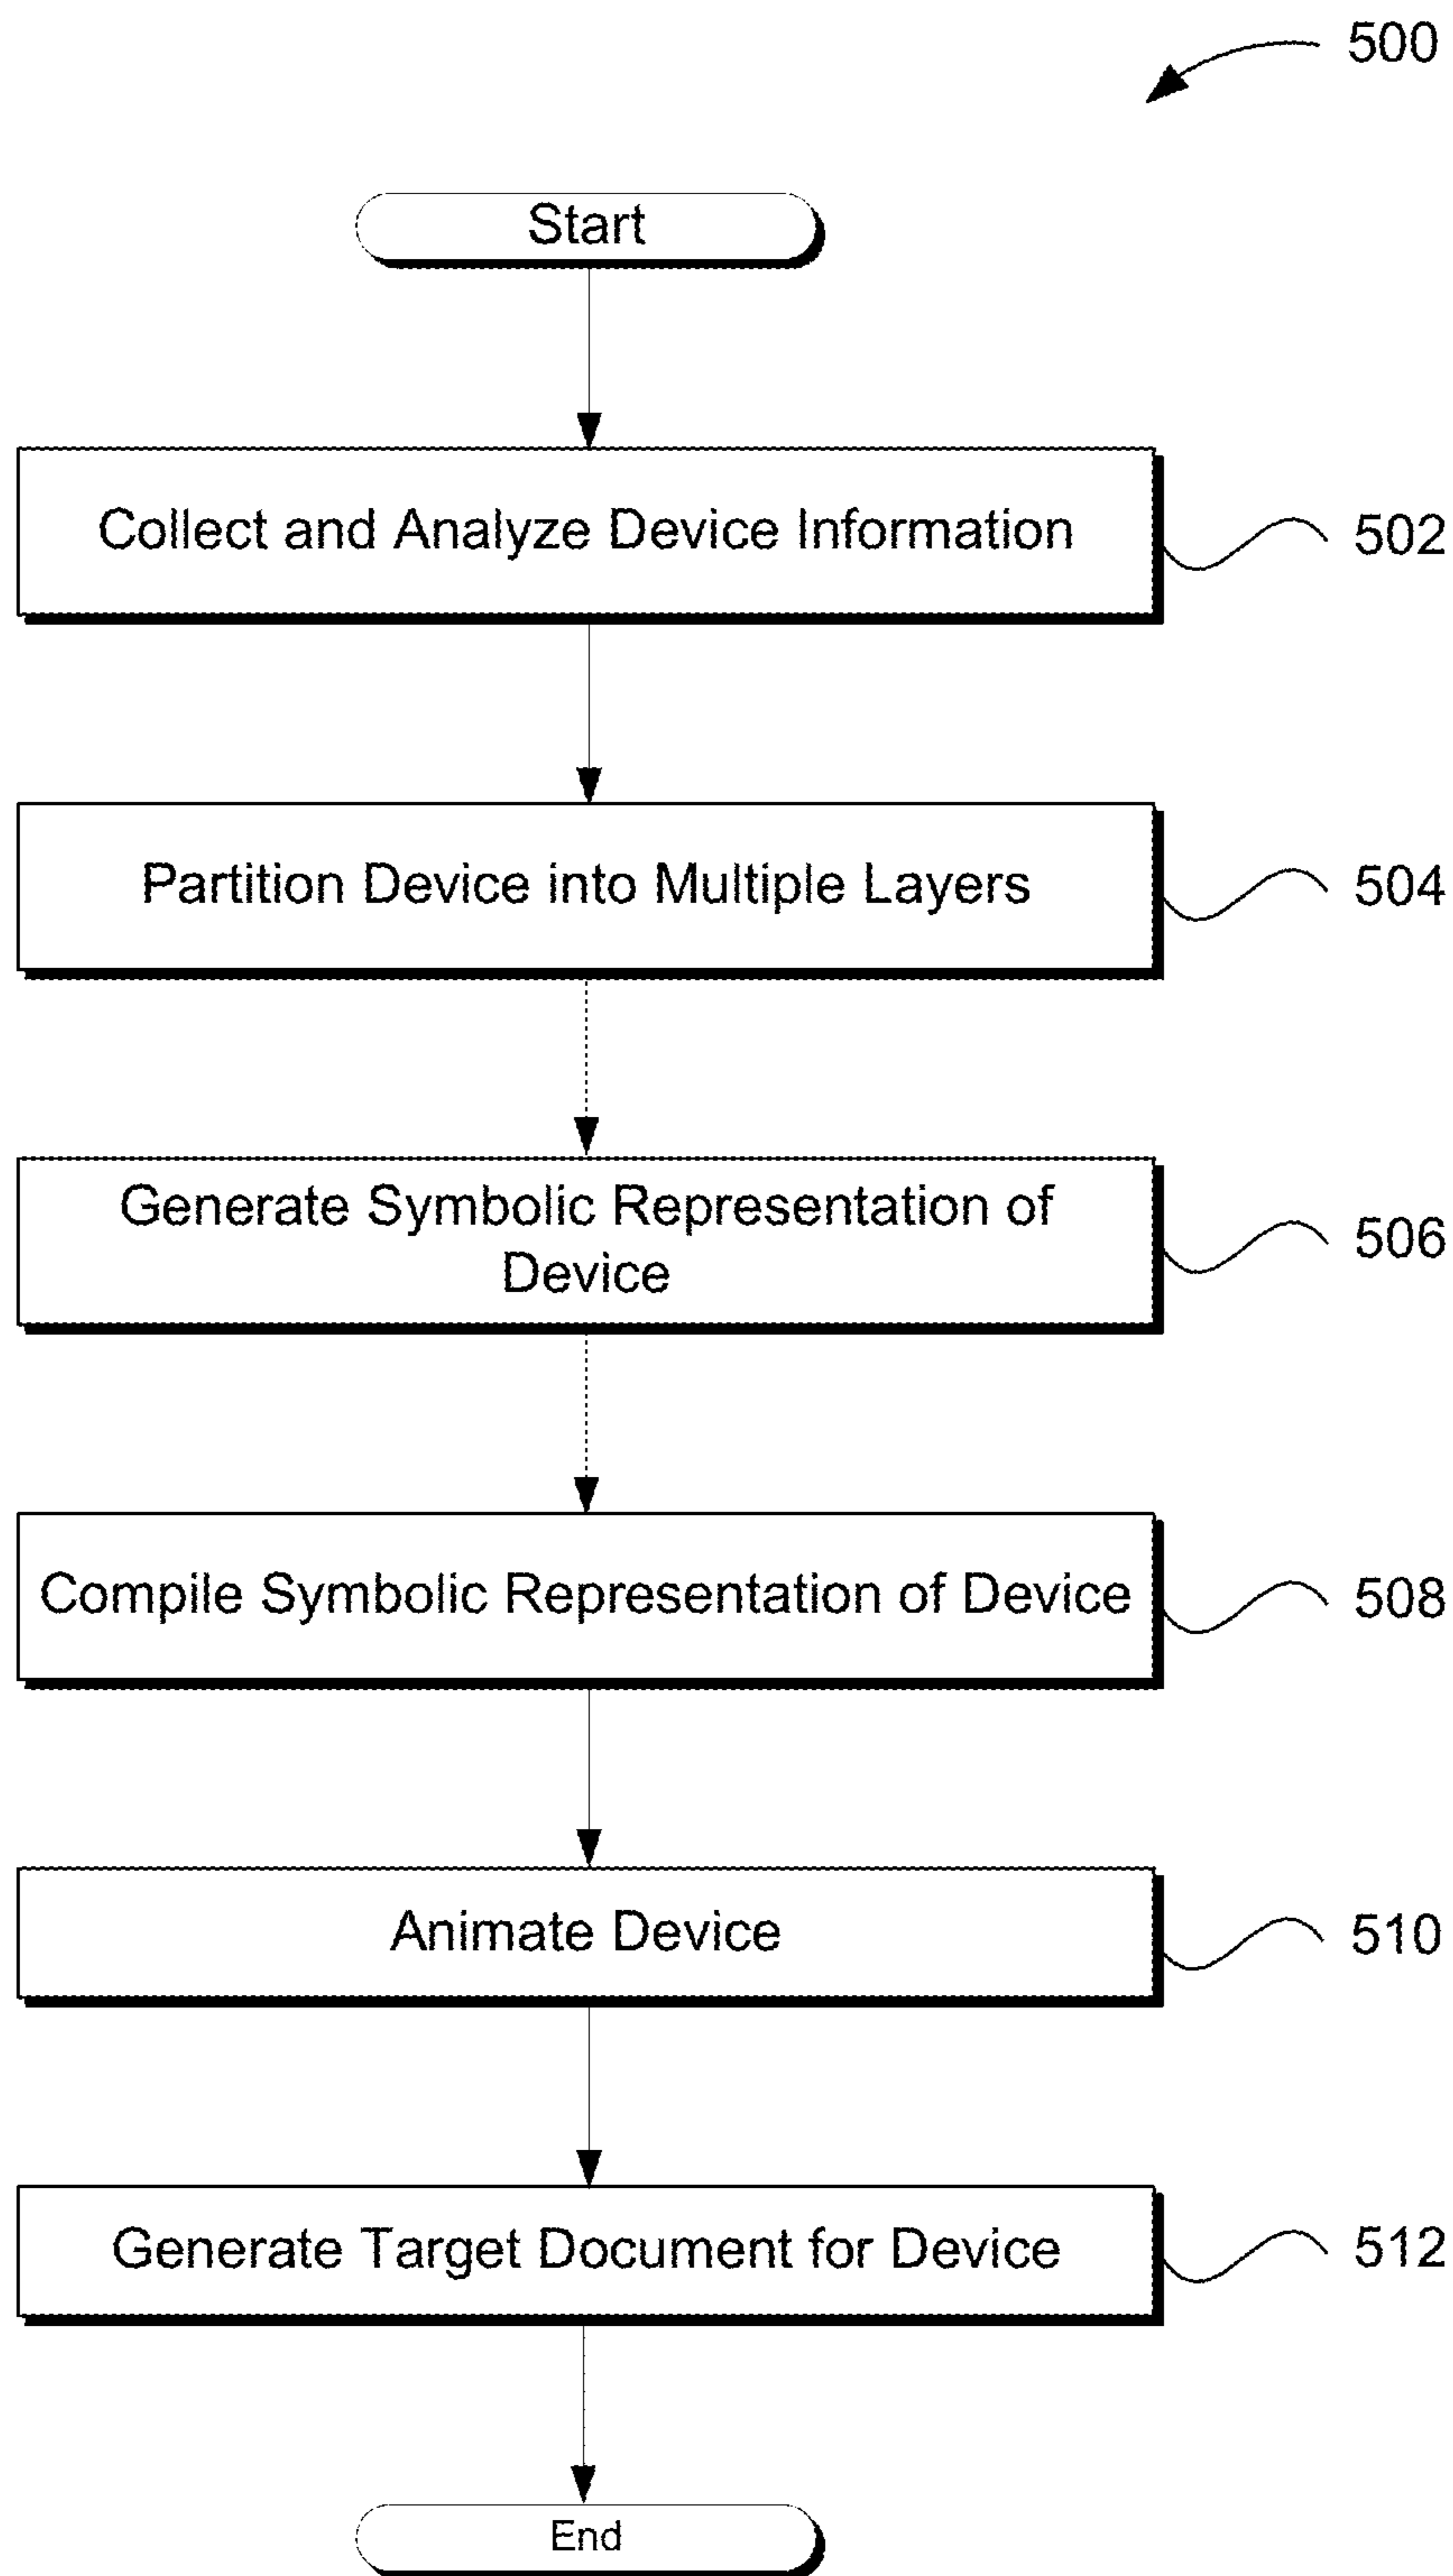 500
Start
Collect and Analyze Device Information
502
Partition Device into Multiple Layers
504
Generate Symbolic Representation of
Device
506
Compile Symbolic Representation of Device
508
Animate Device
510
Generate Target Document for Device
512
End